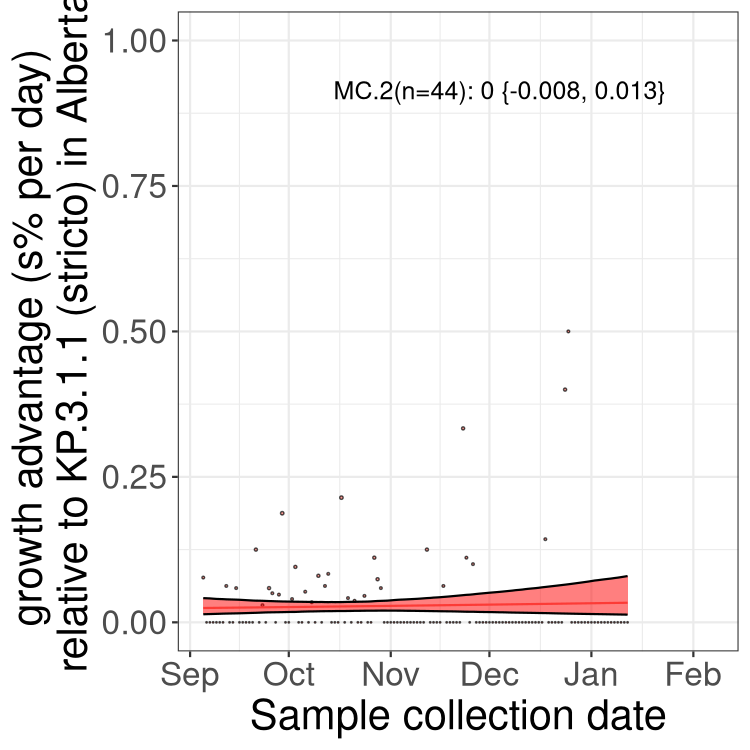 growth advantage (s% per day)
relative to KP.3.1.1 (stricto) in Alberta
1.00
0.75
0.50
0.25
0.00
MC.2(n=44): 0 {-0.008, 0.013}
Sep Oct Nov Dec Jan Feb
Sample collection date